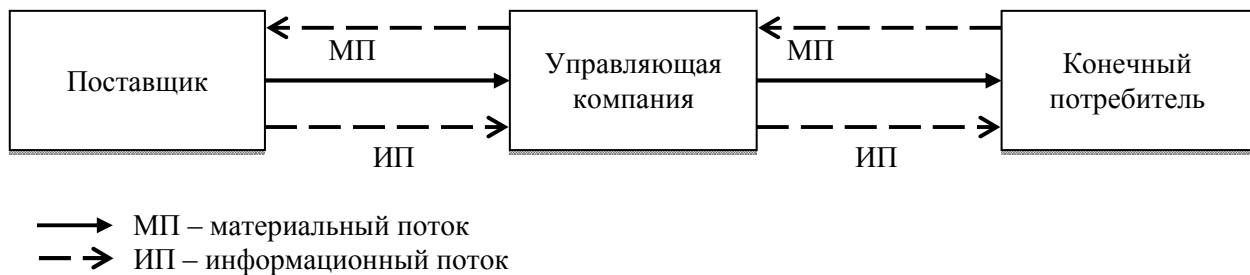 МП
МП
Поставщик
Управляющая
компания
Конечный
потребитель
ИП
ИП
МП – материальный поток
ИП – информационный поток